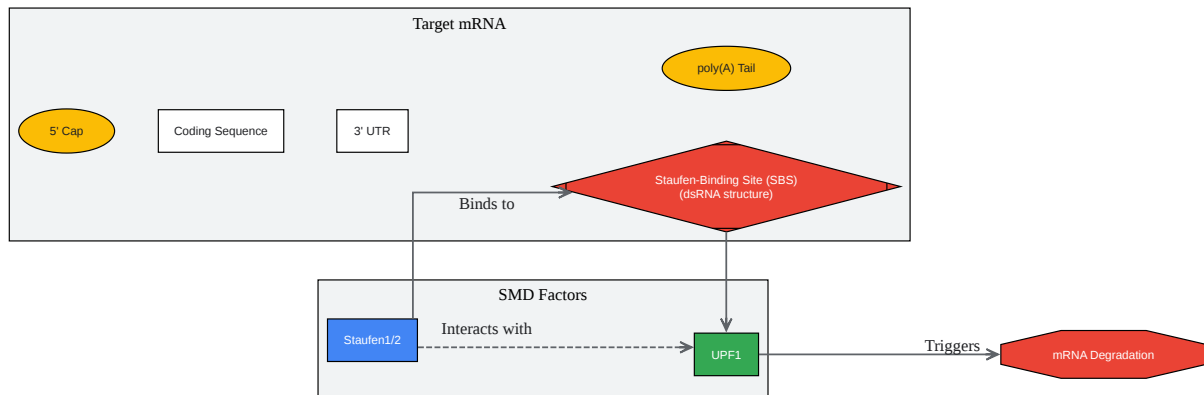 Target mRNA
poly(A) Tail
5' Cap
Coding Sequence
3' UTR
Staufen-Binding Site (SBS)
(dsRNA structure)
Binds to
SMD Factors
Staufen1/2
Interacts with
UPF1
Triggers
mRNA Degradation